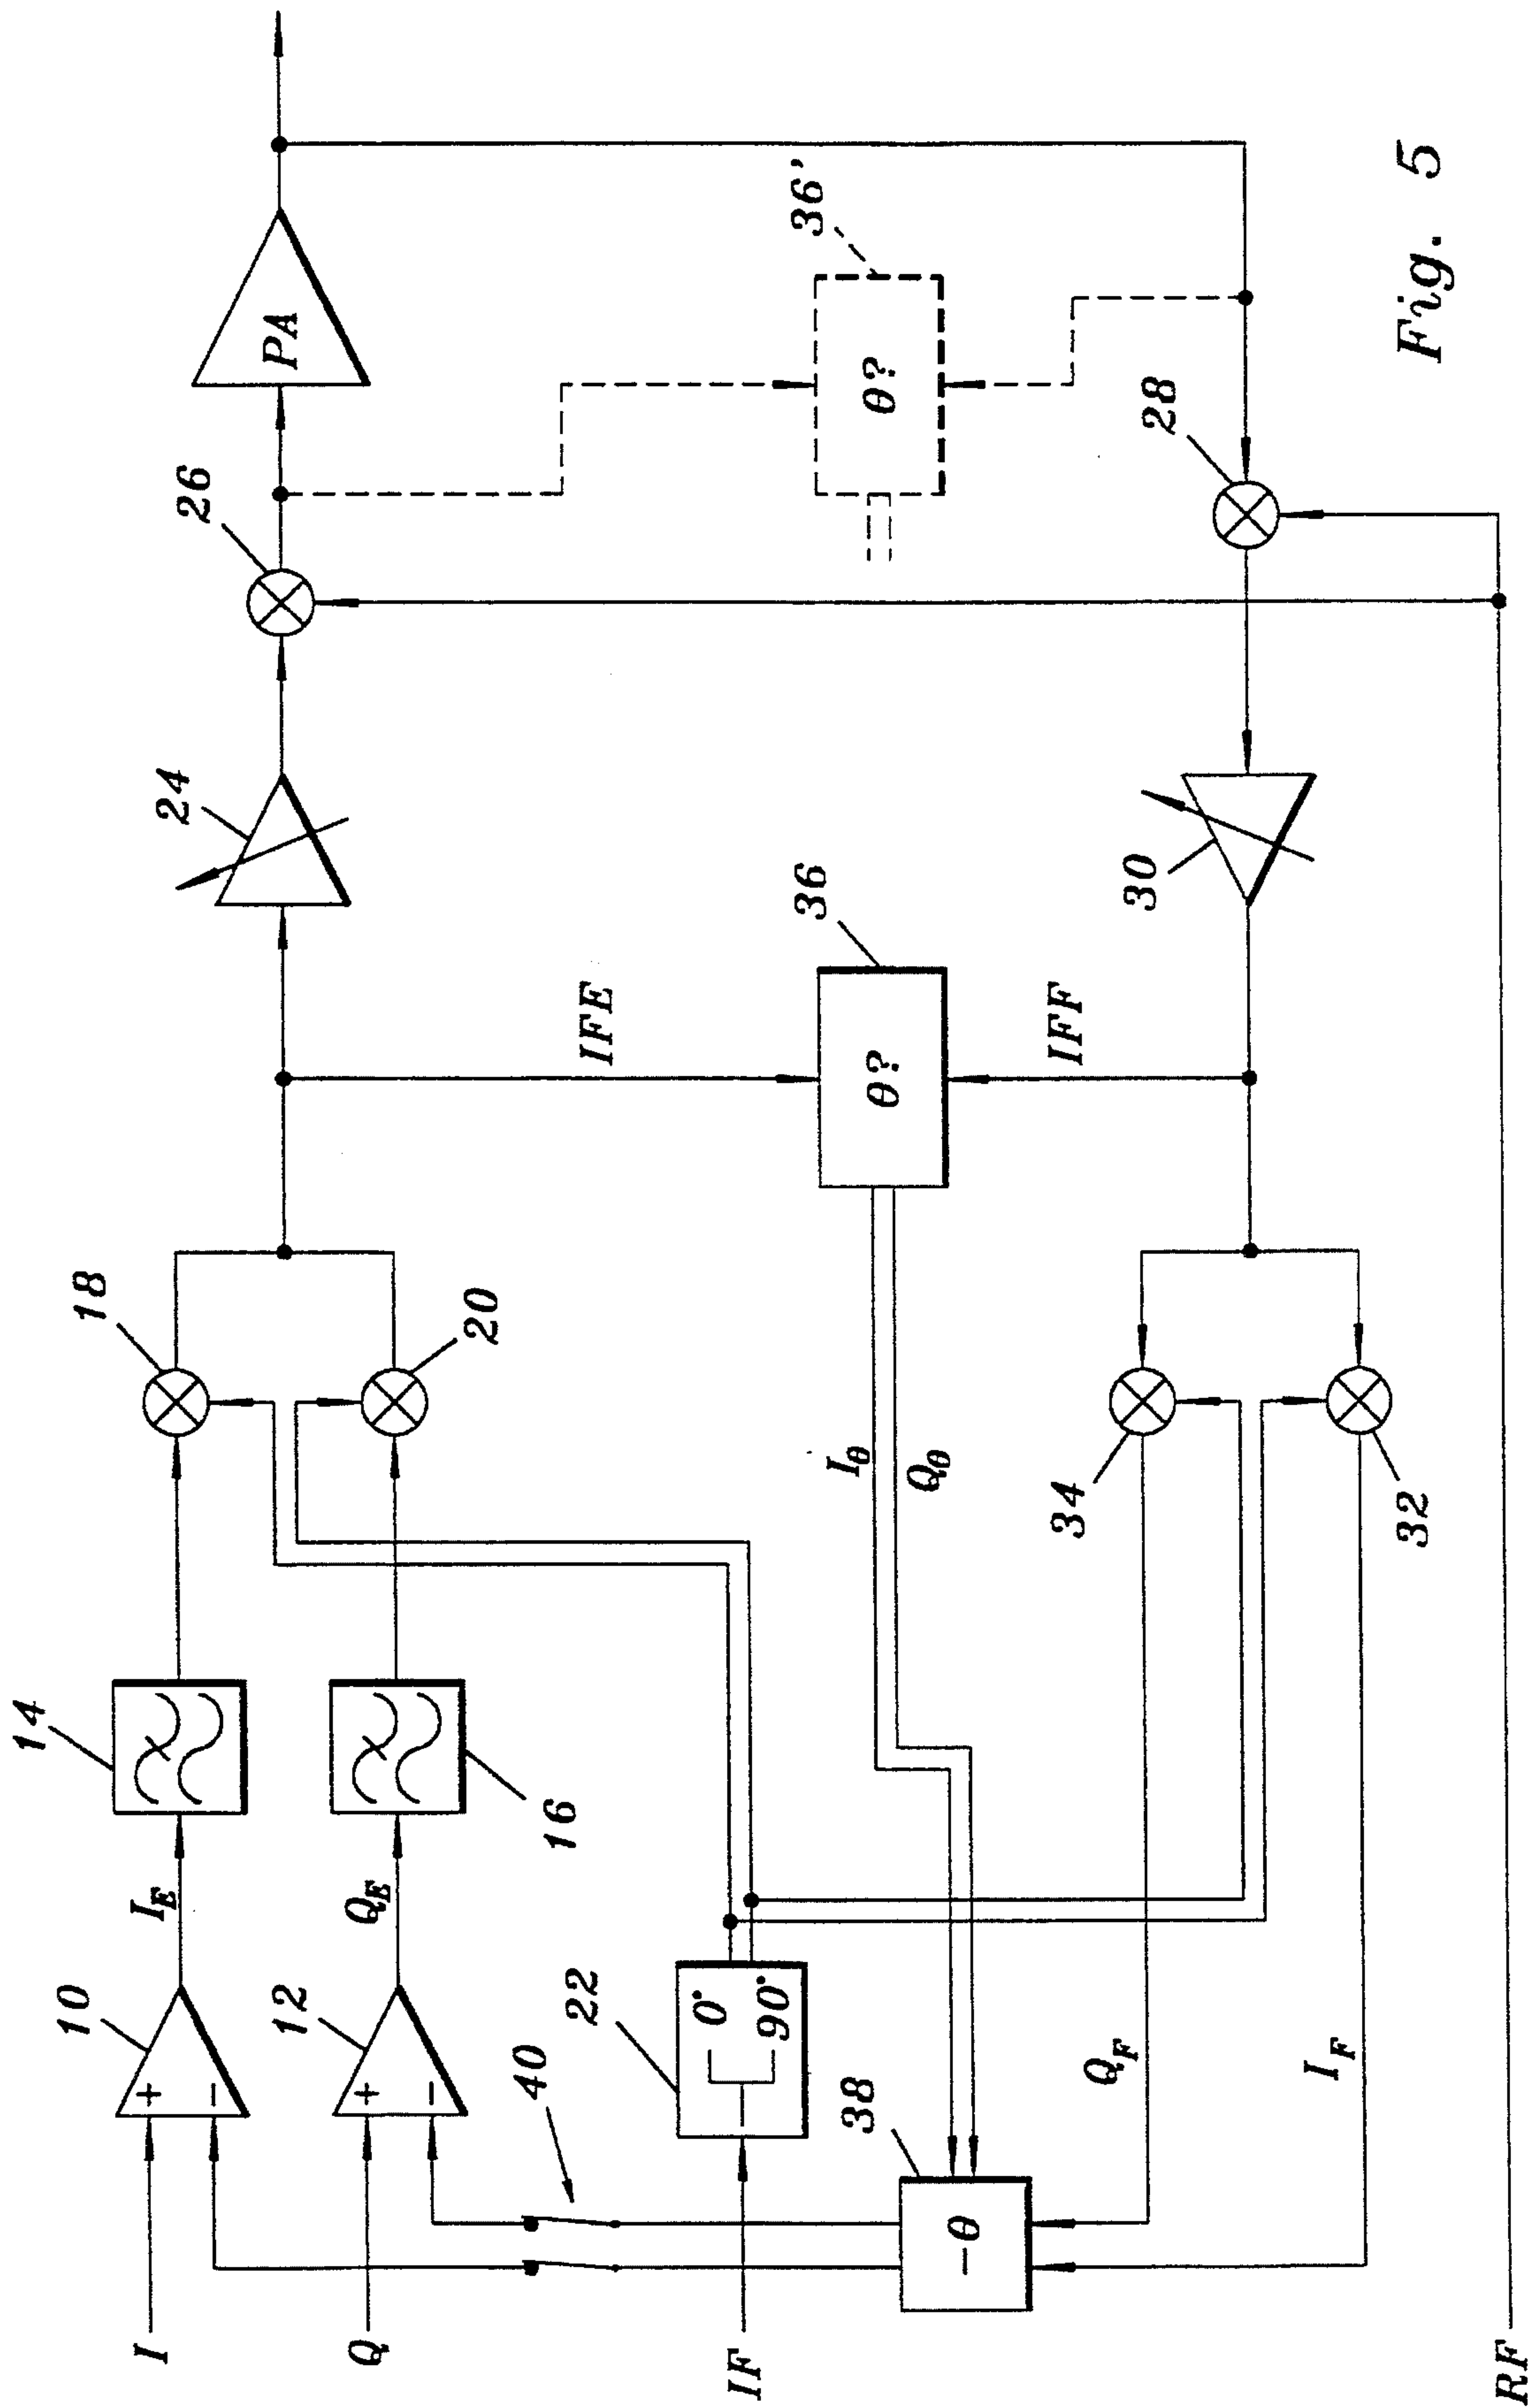 I
+
−
10
I_E
14
18
24
26
PA
Q
+
−
12
Q_E
16
20
40
IF
22
0°
90°
I_θ
Q_θ
IFE
36
θ?
IFF
36'
θ?
38
−θ
Q_F
I_F
34
32
30
28
RF
Fig. 5